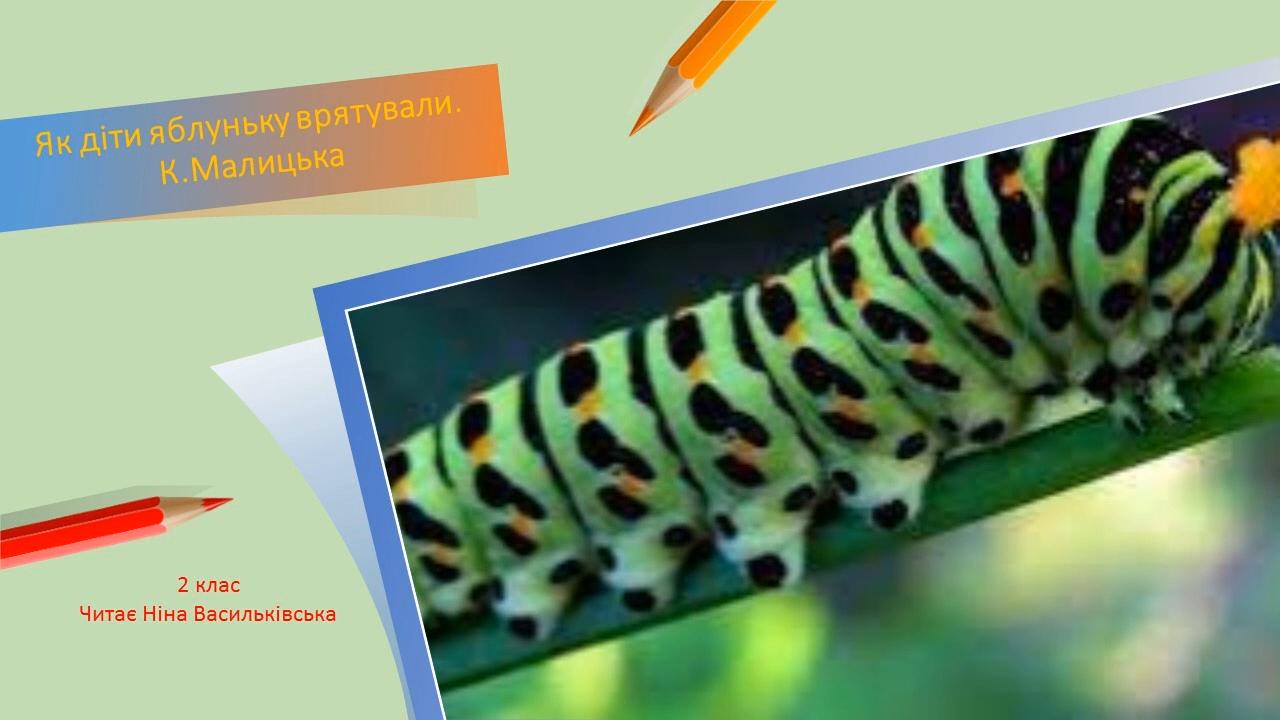 Як діти яблуньку врятували.
К.Малицька
2 клас
Читає Ніна Васильківська